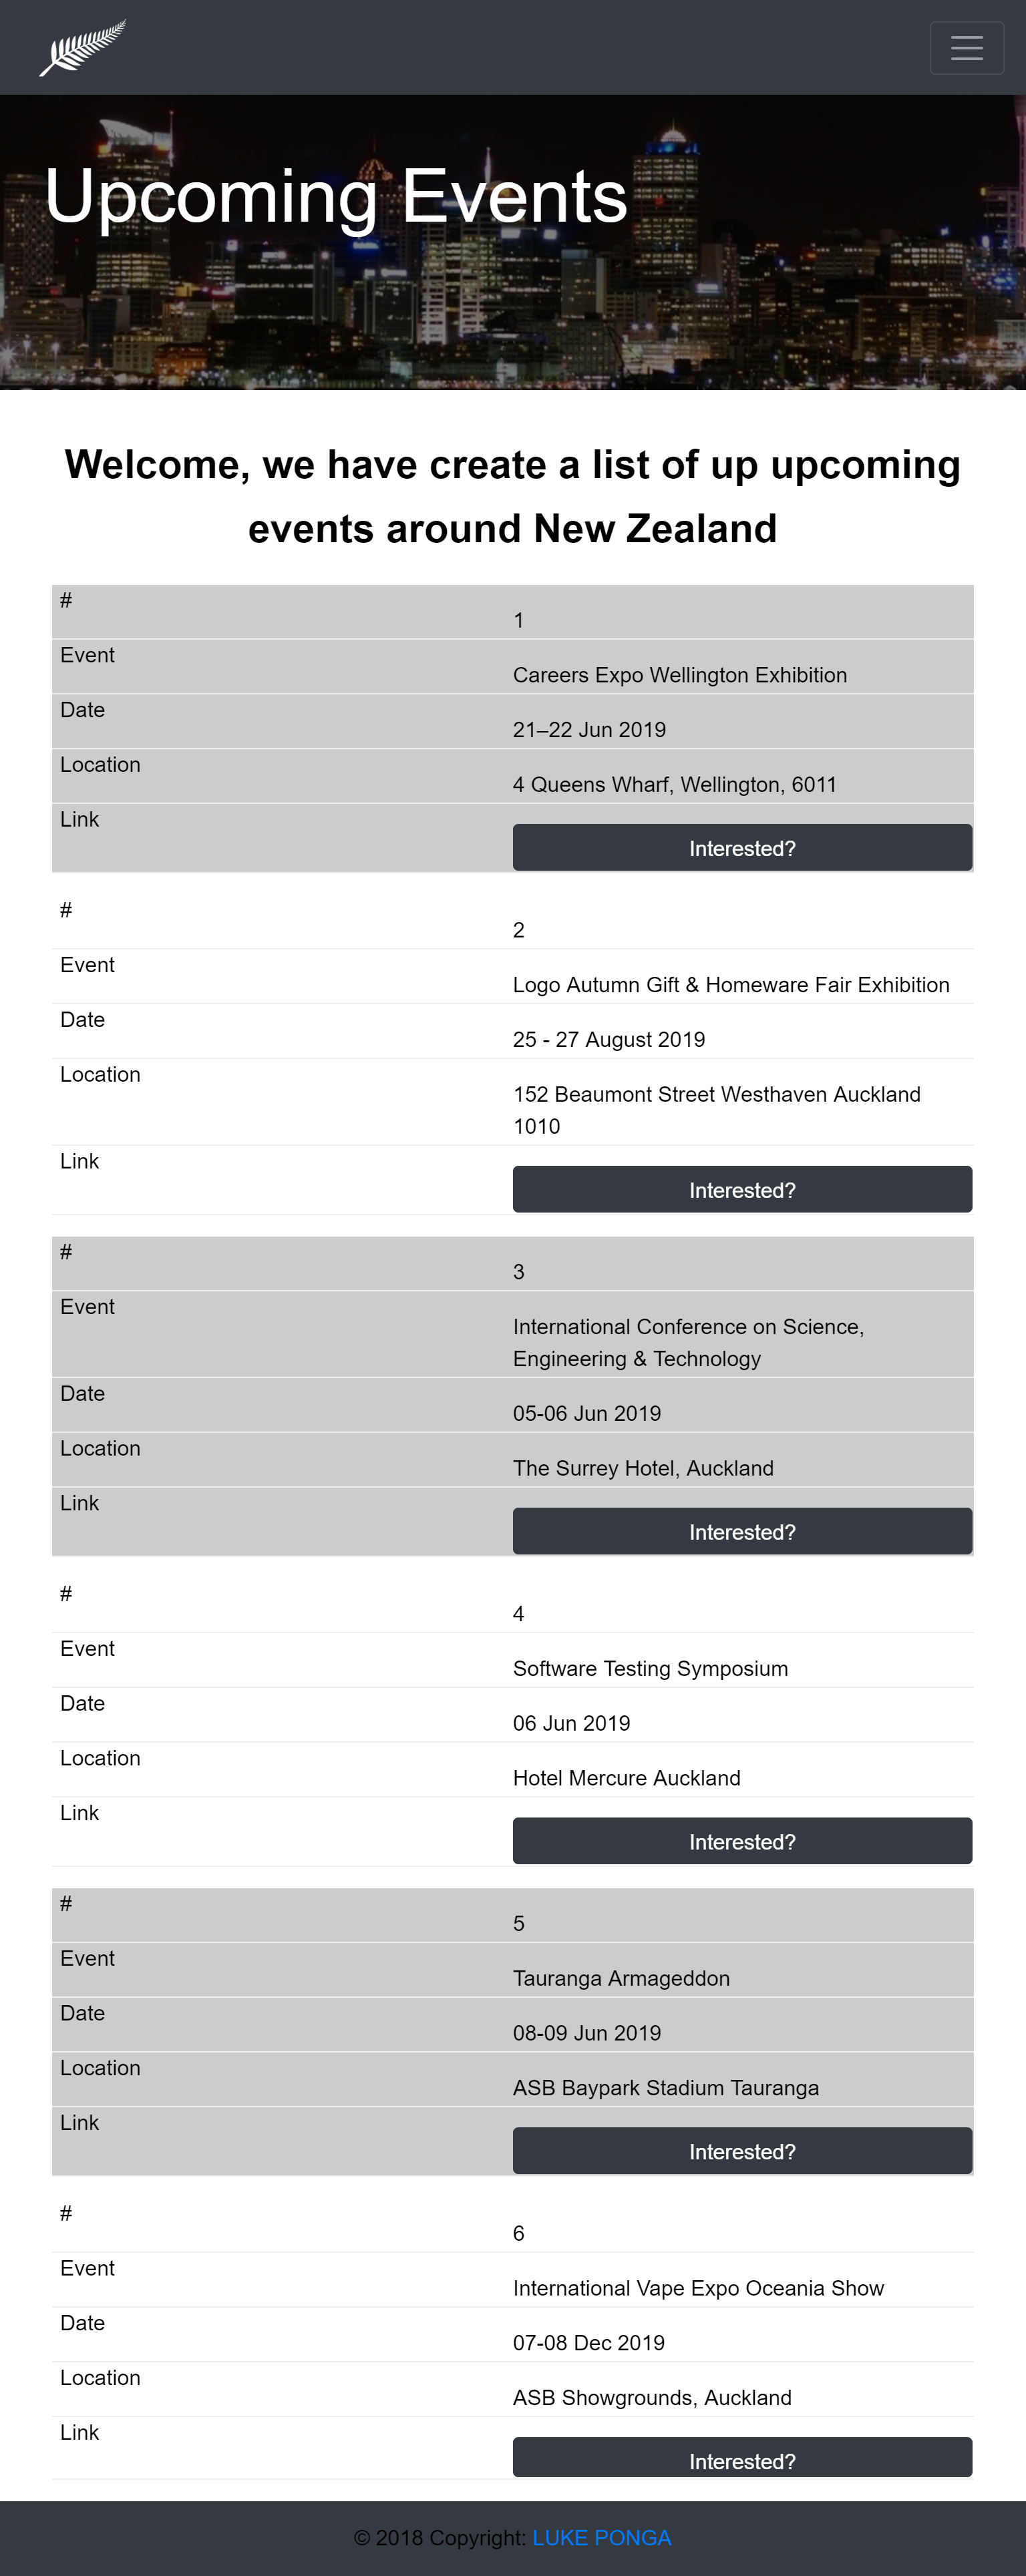 Upcoming Events
Welcome, we have create a list of up upcoming
events around New Zealand
#
1
Event
Careers Expo Wellington Exhibition
Date
21–22 Jun 2019
Location
4 Queens Wharf, Wellington, 6011
Link
Interested?
#
2
Event
Logo Autumn Gift & Homeware Fair Exhibition
Date
25 - 27 August 2019
Location
152 Beaumont Street Westhaven Auckland
1010
Link
Interested?
#
3
Event
International Conference on Science,
Engineering & Technology
Date
05-06 Jun 2019
Location
The Surrey Hotel, Auckland
Link
Interested?
#
4
Event
Software Testing Symposium
Date
06 Jun 2019
Location
Hotel Mercure Auckland
Link
Interested?
#
5
Event
Tauranga Armageddon
Date
08-09 Jun 2019
Location
ASB Baypark Stadium Tauranga
Link
Interested?
#
6
Event
International Vape Expo Oceania Show
Date
07-08 Dec 2019
Location
ASB Showgrounds, Auckland
Link
Interested?
© 2018 Copyright: LUKE PONGA